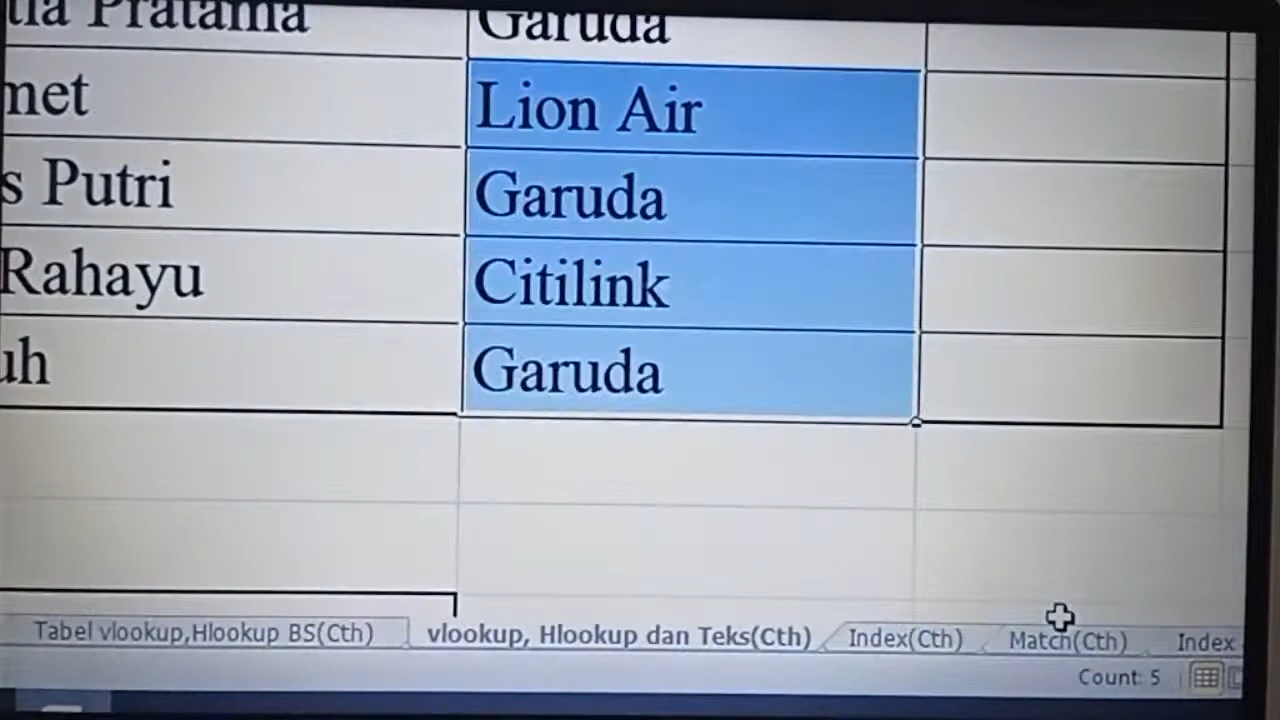 Pratama Garuda
met Lion Air
s Putri Garuda
Rahayu Citilink
uh Garuda
Tabel vlookup,Hlookup BS(Cth) vlookup, Hlookup dan Teks(Cth) Index(Cth) Match(Cth) Index
Count: 5